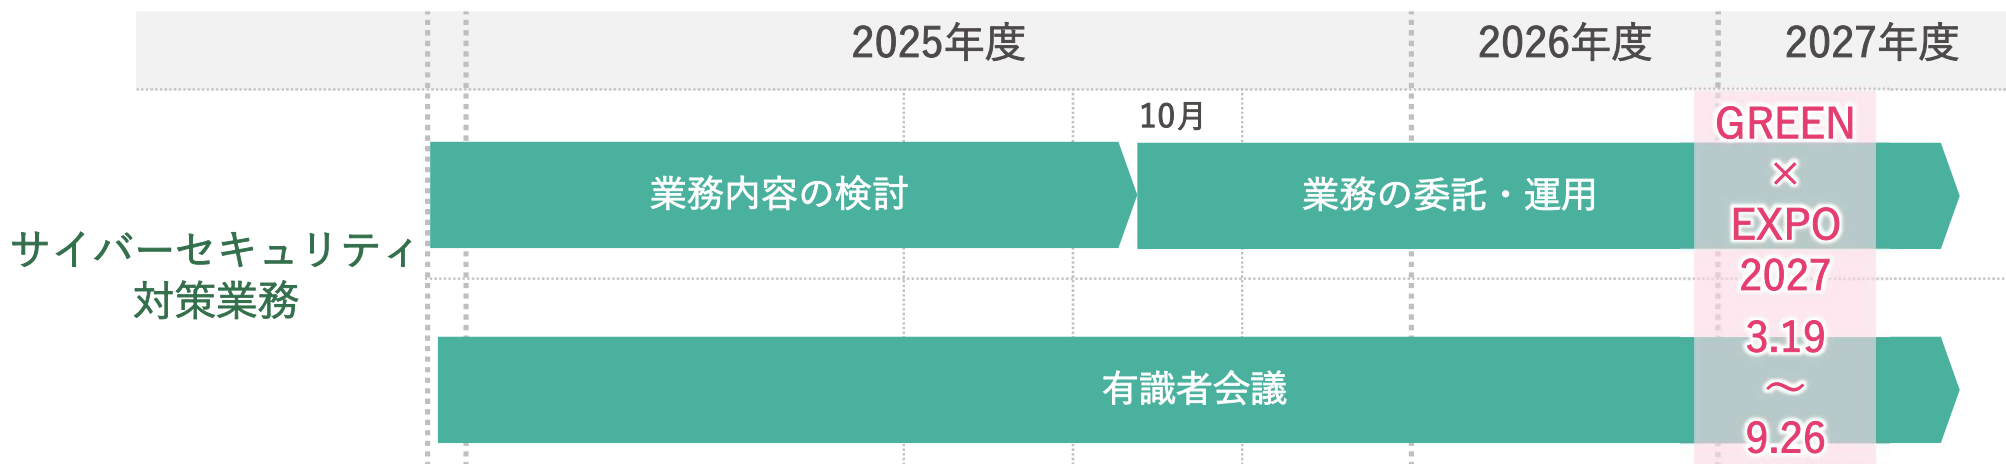 2025年度
2026年度
2027年度
10月
サイバーセキュリティ
対策業務
業務内容の検討
業務の委託・運用
有識者会議
GREEN
×
EXPO
2027
3.19
～
9.26